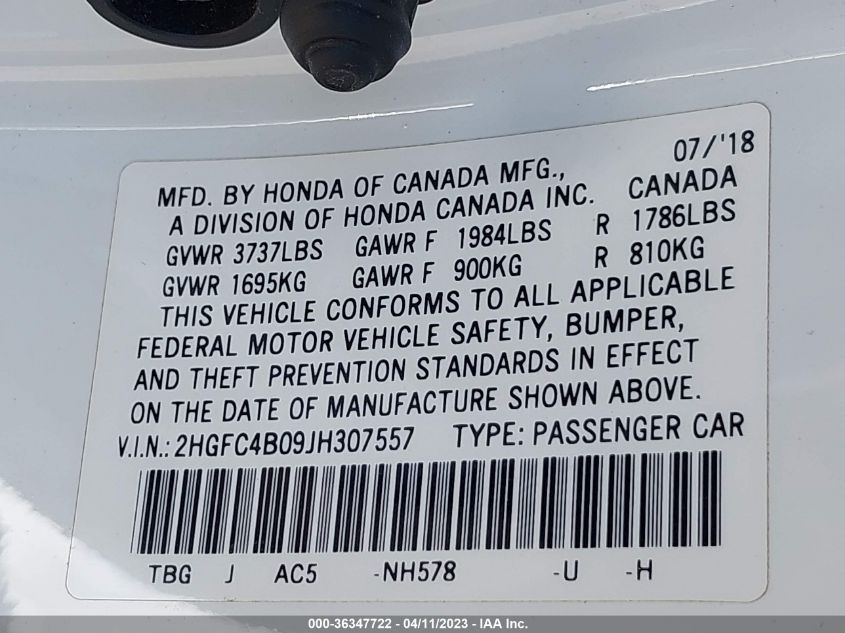 07/'18
MFD. BY HONDA OF CANADA MFG., CANADA
A DIVISION OF HONDA CANADA INC.
GVWR 3737LBS GAWR F 1984LBS R 1786LBS
GVWR 1695KG GAWR F 900KG R 810KG
THIS VEHICLE CONFORMS TO ALL APPLICABLE
FEDERAL MOTOR VEHICLE SAFETY, BUMPER,
AND THEFT PREVENTION STANDARDS IN EFFECT
ON THE DATE OF MANUFACTURE SHOWN ABOVE.
V.I.N.: 2HGFC4B09JH307557 TYPE: PASSENGER CAR
TBG J AC5 -NH578 -U -H
000-36347722 - 04/11/2023 - IAA Inc.